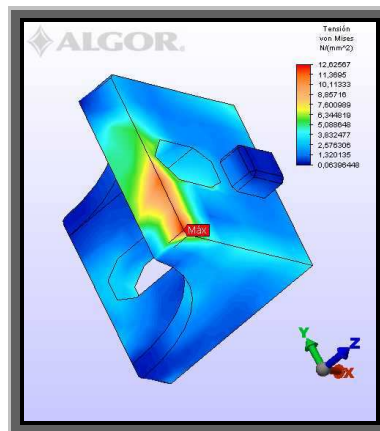 ALGOR.
Tensión
von Mises
N/(mm^2)
12,62567
11,3695
10,11333
8,85716
7,600989
6,344819
5,088648
3,832477
2,576306
1,320135
0,06396448
Máx
Y
Z
X